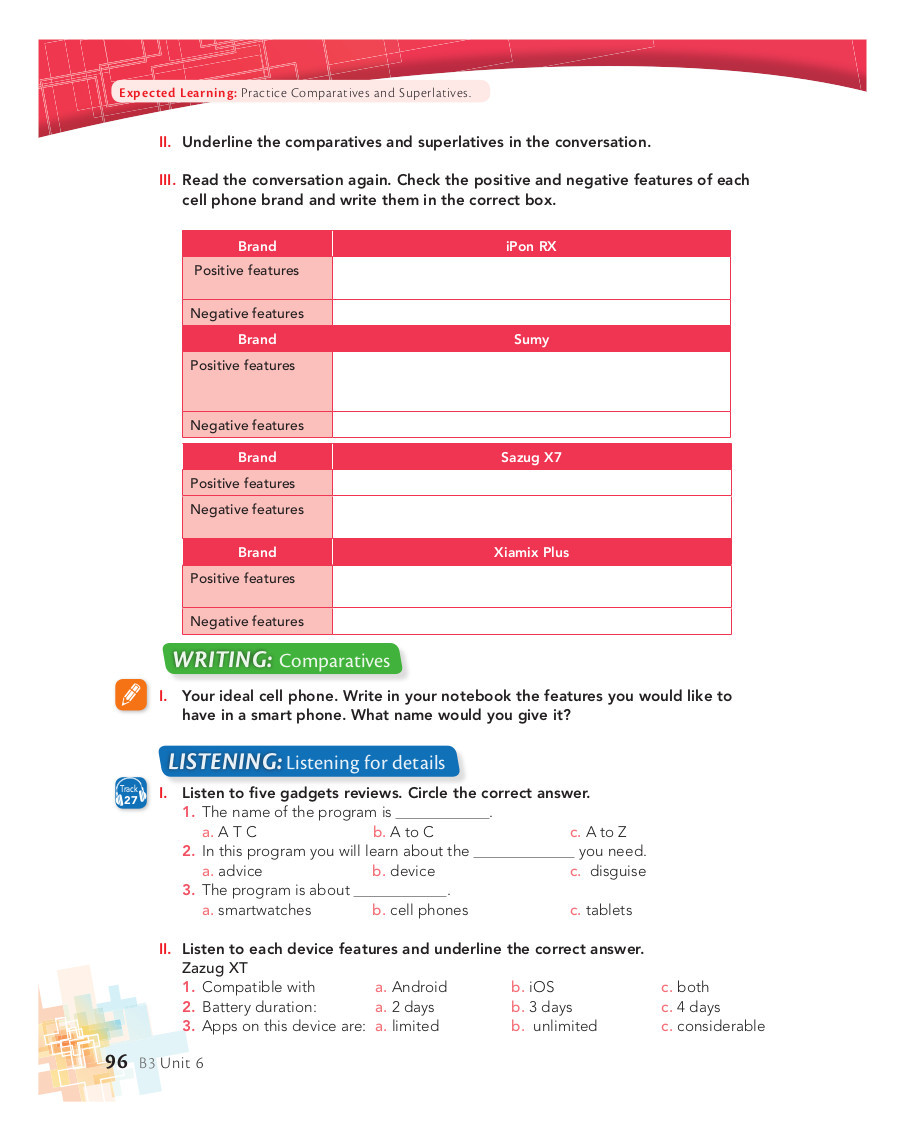 Expected Learning: Practice Comparatives and Superlatives.
II. Underline the comparatives and superlatives in the conversation.
III. Read the conversation again. Check the positive and negative features of each
cell phone brand and write them in the correct box.
Brand iPon RX
Positive features
Negative features
Brand Sumy
Positive features
Negative features
Brand Sazug X7
Positive features
Negative features
Brand Xiamix Plus
Positive features
Negative features
WRITING: Comparatives
I. Your ideal cell phone. Write in your notebook the features you would like to
have in a smart phone. What name would you give it?
LISTENING: Listening for details
Track
27
I. Listen to five gadgets reviews. Circle the correct answer.
1. The name of the program is ____________.
a. A T C b. A to C c. A to Z
2. In this program you will learn about the _____________ you need.
a. advice b. device c. disguise
3. The program is about ____________.
a. smartwatches b. cell phones c. tablets
II. Listen to each device features and underline the correct answer.
Zazug XT
1. Compatible with a. Android b. iOS c. both
2. Battery duration: a. 2 days b. 3 days c. 4 days
3. Apps on this device are: a. limited b. unlimited c. considerable
96 B3 Unit 6